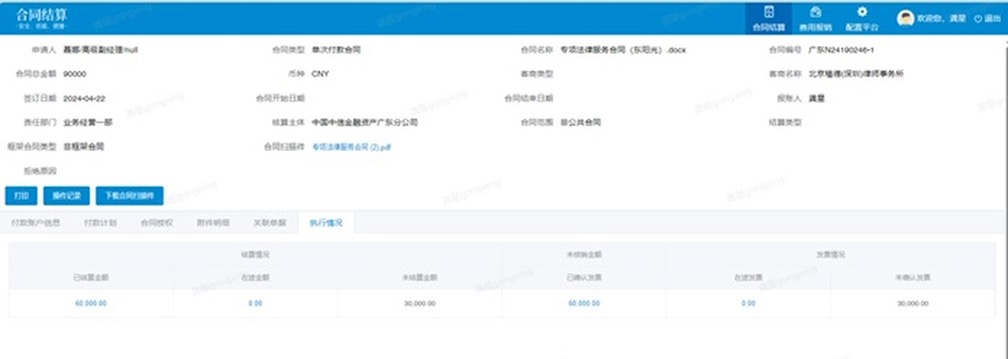 合同结算
·安全、权威、便捷·
合同结算 费用报销 配置平台 欢迎您，龚星 退出
申请人 聂娜/高级副经理/null 合同类型 单次付款合同 合同名称 专项法律服务合同（东阳光）.docx 合同编号 广东N24190246-1
合同总金额 90000 币种 CNY 客商类型 客商名称 北京植德(深圳)律师事务所
签订日期 2024-04-22 合同开始日期 合同结束日期 报账人 龚星
责任部门 业务经营一部 核算主体 中国中信金融资产广东分公司 合同范围 非公共合同 结算类型
框架合同类型 非框架合同 合同扫描件 专项法律服务合同 (2).pdf
拒绝原因
打印 操作记录 下载合同扫描件
付款账户信息 付款计划 合同授权 附件明细 关联单据 执行情况
结算情况 未核销金额 发票情况
已结算金额 在途金额 未结算金额 已确认发票 在途发票 未确认发票
60,000.00 0.00 30,000.00 60,000.00 0.00 30,000.00